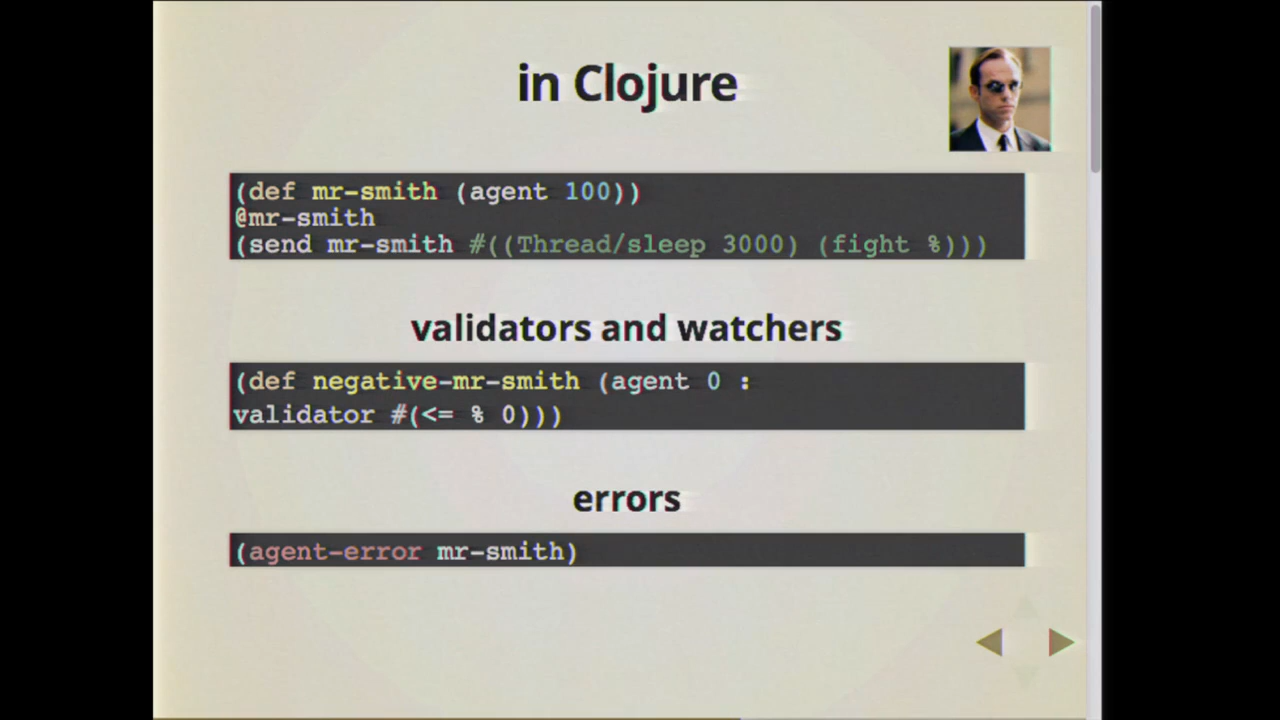 in Clojure
(def mr-smith (agent 100))
@mr-smith
(send mr-smith #((Thread/sleep 3000) (fight %)))
validators and watchers
(def negative-mr-smith (agent 0 :
validator #(<= % 0)))
errors
(agent-error mr-smith)